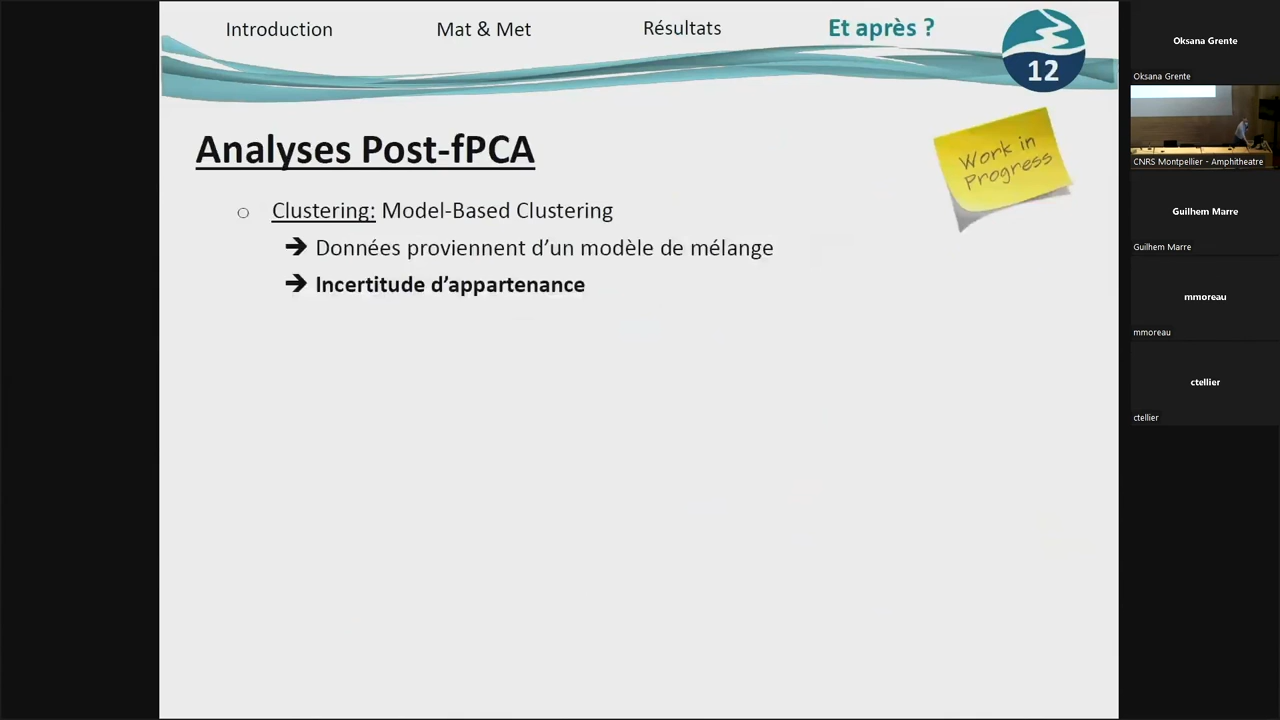 Introduction
Mat & Met
Résultats
Et après ?
12
Analyses Post-fPCA
Work in
Progress
○ Clustering: Model-Based Clustering
➔ Données proviennent d’un modèle de mélange
➔ Incertitude d’appartenance
Oksana Grente
Oksana Grente
CNRS Montpellier - Amphitheatre
Guilhem Marre
Guilhem Marre
mmoreau
mmoreau
ctellier
ctellier